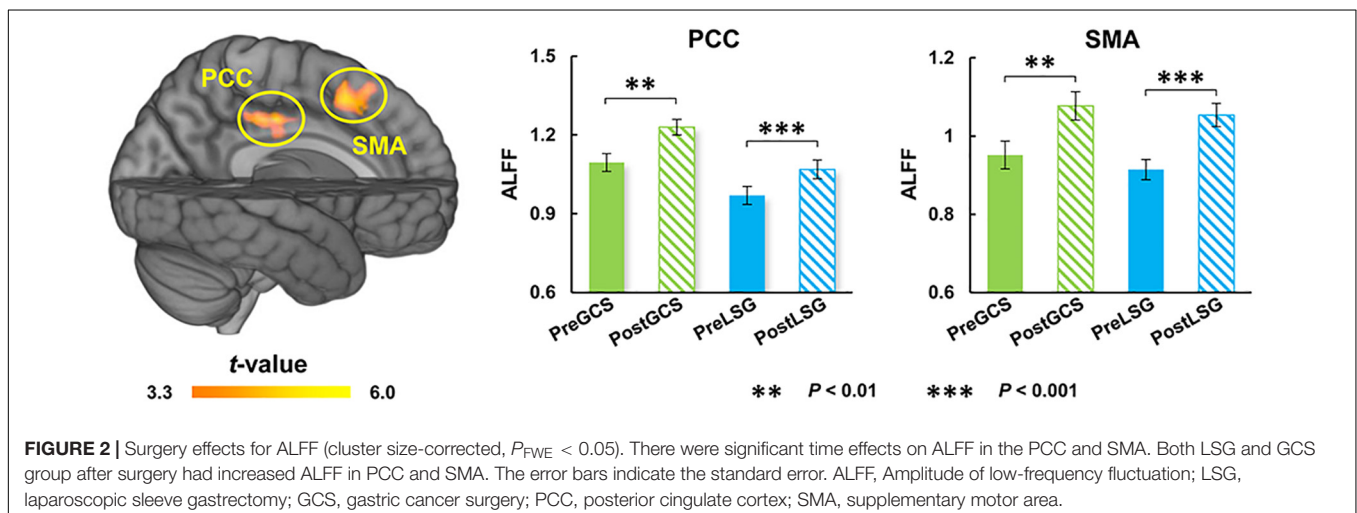 PCC
SMA
t-value
3.3 6.0
PCC
1.5
1.2
0.9
0.6
ALFF
**
***
PreGCS
PostGCS
PreLSG
PostLSG
SMA
1.2
1
0.8
0.6
ALFF
**
***
PreGCS
PostGCS
PreLSG
PostLSG
** P < 0.01 *** P < 0.001
FIGURE 2 | Surgery effects for ALFF (cluster size-corrected, PFWE < 0.05). There were significant time effects on ALFF in the PCC and SMA. Both LSG and GCS
group after surgery had increased ALFF in PCC and SMA. The error bars indicate the standard error. ALFF, Amplitude of low-frequency fluctuation; LSG,
laparoscopic sleeve gastrectomy; GCS, gastric cancer surgery; PCC, posterior cingulate cortex; SMA, supplementary motor area.